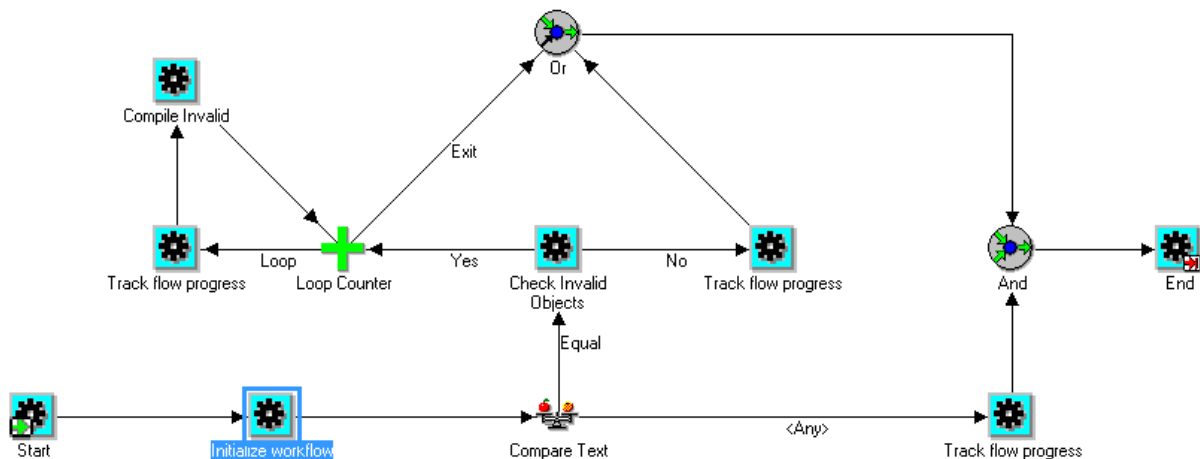 Or
Compile Invalid
Exit
Loop
Yes
No
Track flow progress
Loop Counter
Check Invalid
Objects
Track flow progress
And
End
Equal
<Any>
Start
Initialize workflow
Compare Text
Track flow progress